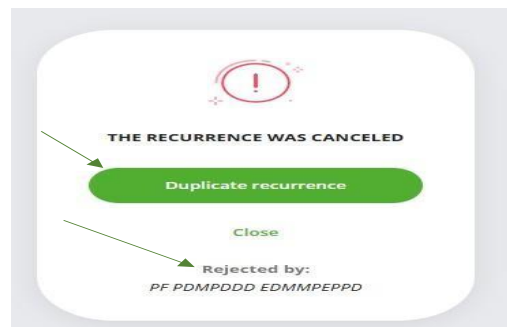 THE RECURRENCE WAS CANCELED
Duplicate recurrence
Close
Rejected by:
PF PDMPDDD EDMMPEPPD